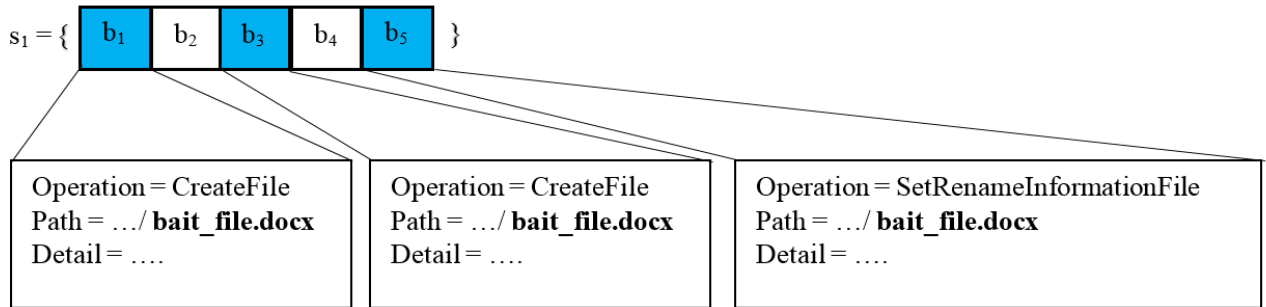 s₁ = { b₁ b₂ b₃ b₄ b₅ }
Operation = CreateFile
Path = …/ bait_file.docx
Detail = ….
Operation = CreateFile
Path = …/ bait_file.docx
Detail = ….
Operation = SetRenameInformationFile
Path = …/ bait_file.docx
Detail = ….